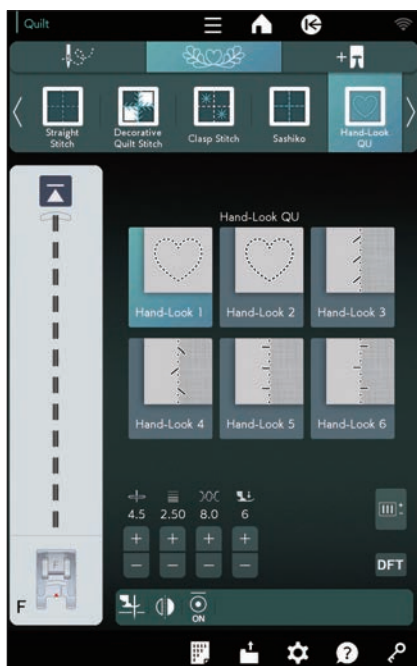 Quilt
Straight
Stitch
Decorative
Quilt Stitch
Clasp Stitch
Sashiko
Hand-Look
QU
Hand-Look QU
Hand-Look 1
Hand-Look 2
Hand-Look 3
Hand-Look 4
Hand-Look 5
Hand-Look 6
4.5 2.50 8.0 6
+ + + +
- - - -
DFT
F
ON